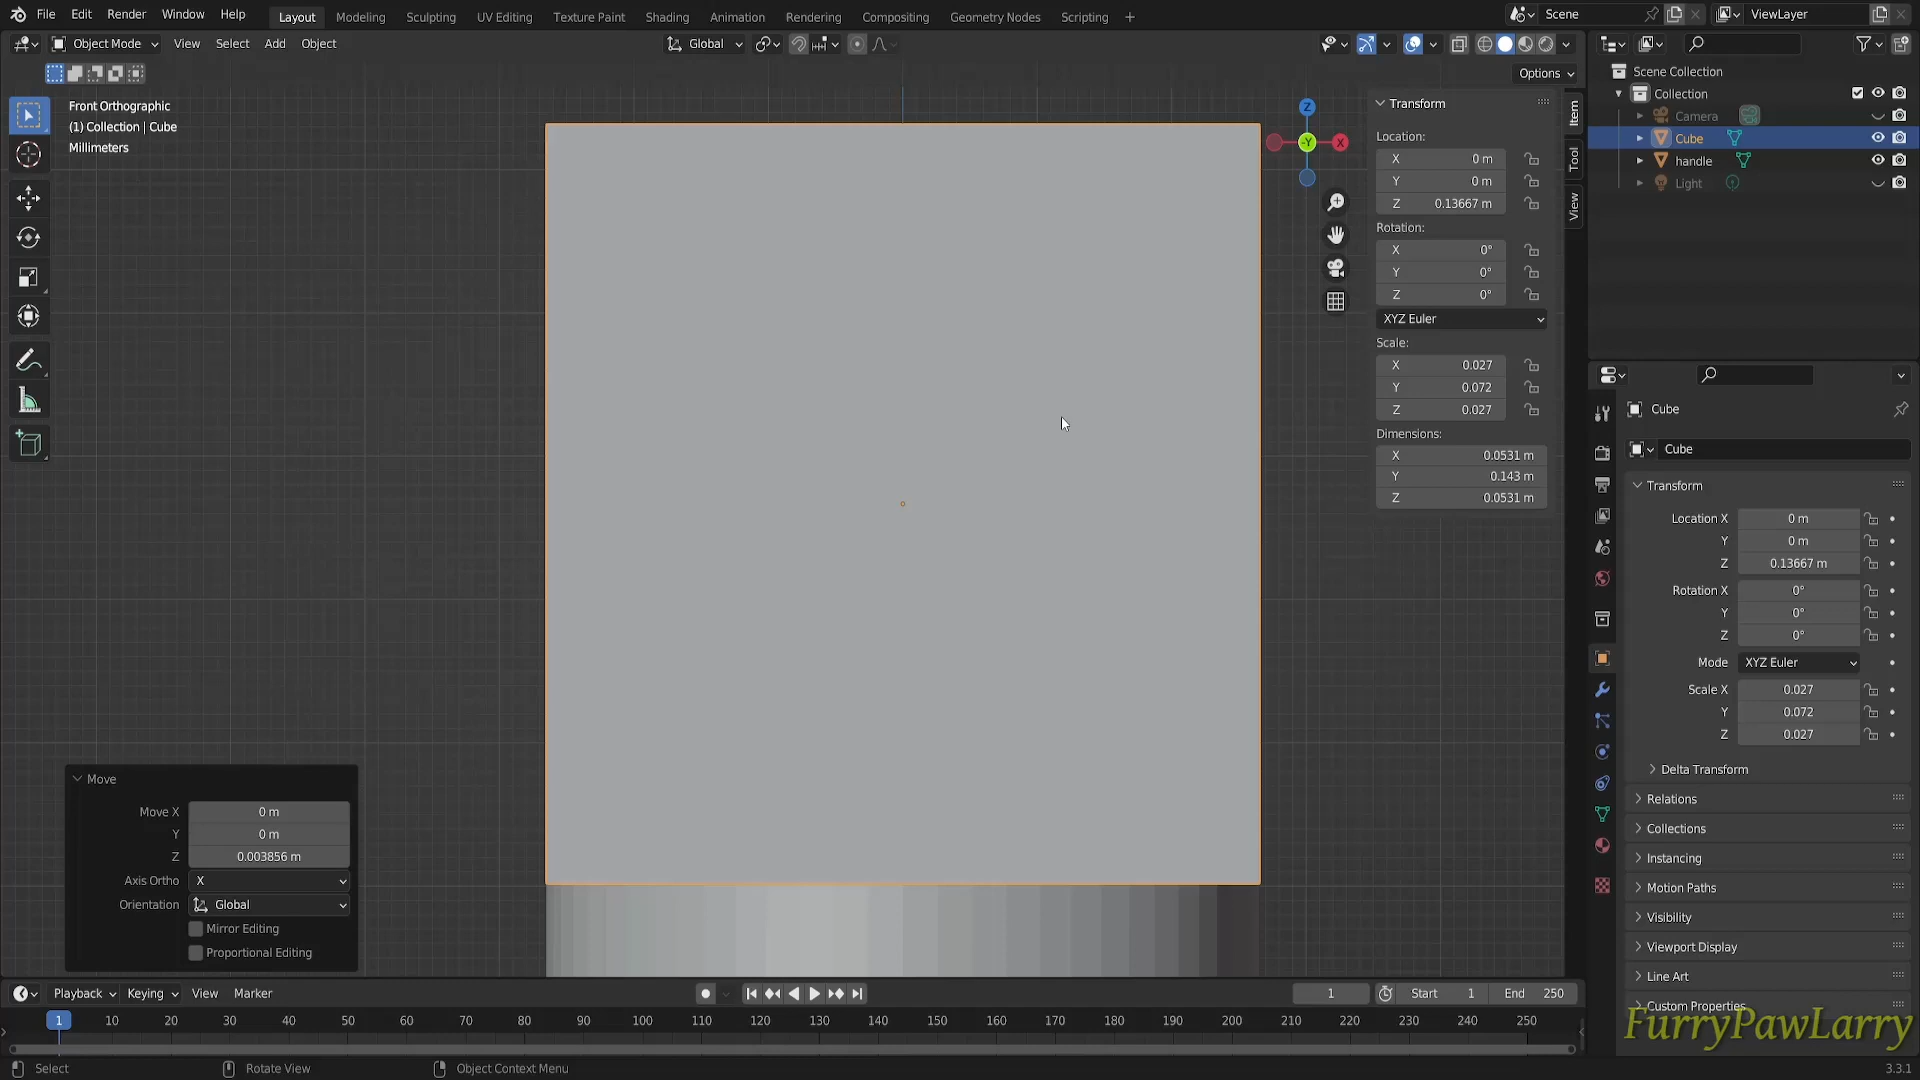 File Edit Render Window Help Layout Modeling Sculpting UV Editing Texture Paint Shading Animation Rendering Compositing Geometry Nodes Scripting + Scene ViewLayer
Object Mode View Select Add Object Global
Options
Front Orthographic
(1) Collection | Cube
Millimeters
Z
-Y
X
Transform
Location:
X 0 m
Y 0 m
Z 0.13667 m
Rotation:
X 0°
Y 0°
Z 0°
XYZ Euler
Scale:
X 0.027
Y 0.072
Z 0.027
Dimensions:
X 0.0531 m
Y 0.143 m
Z 0.0531 m
Item
Tool
View
Scene Collection
Collection
Camera
Cube
handle
Light
Cube
Cube
Transform
Location X 0 m
Y 0 m
Z 0.13667 m
Rotation X 0°
Y 0°
Z 0°
Mode XYZ Euler
Scale X 0.027
Y 0.072
Z 0.027
Delta Transform
Relations
Collections
Instancing
Motion Paths
Visibility
Viewport Display
Line Art
Custom Properties
FurryPawLarry
Move
Move X 0 m
Y 0 m
Z 0.003856 m
Axis Ortho X
Orientation Global
Mirror Editing
Proportional Editing
Playback Keying View Marker 1 Start 1 End 250
1 10 20 30 40 50 60 70 80 90 100 110 120 130 140 150 160 170 180 190 200 210 220 230 240 250
Select Rotate View Object Context Menu 3.3.1